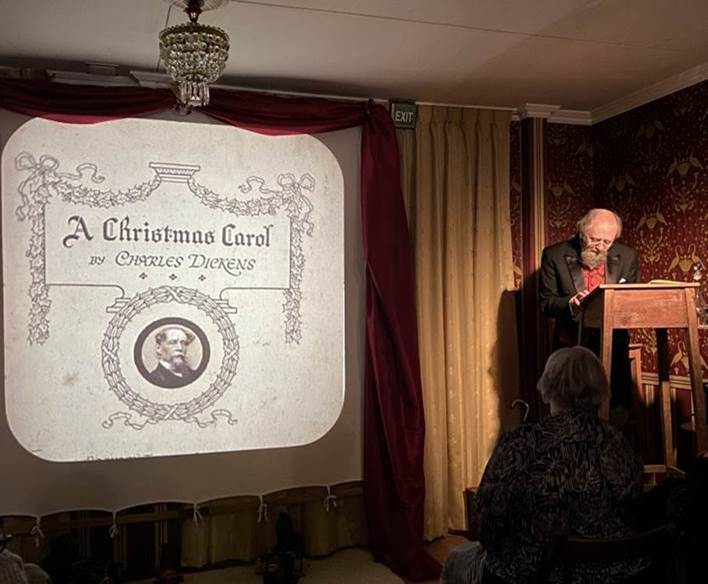 A Christmas Carol
BY CHARLES DICKENS
EXIT